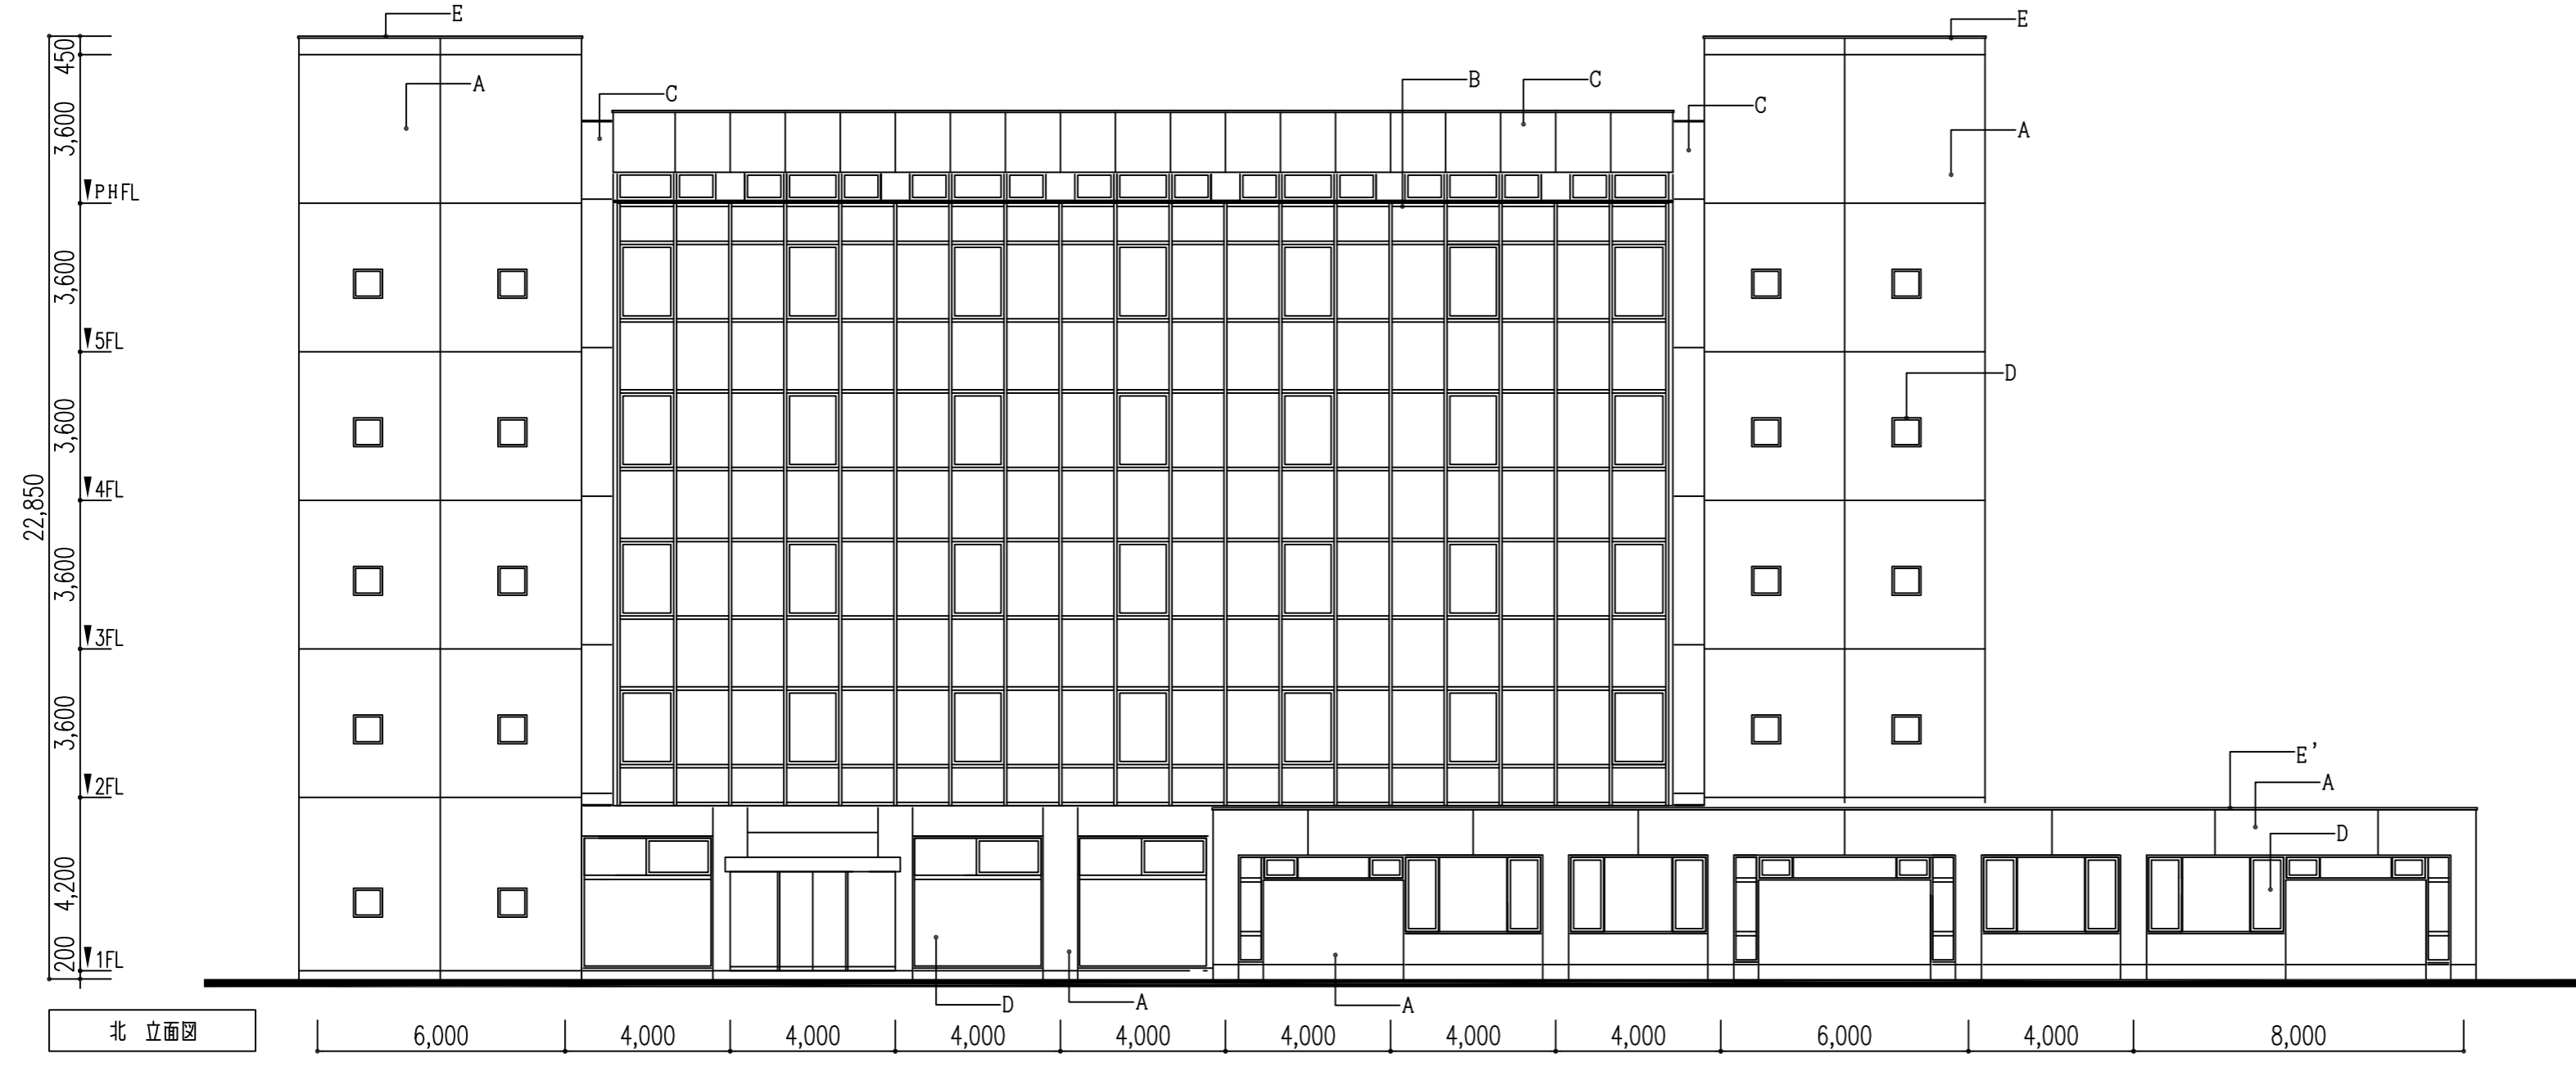 E
E
450
A
C
B
C
C
A
3,600
PHFL
3,600
5FL
D
3,600
4FL
22,850
3,600
3FL
3,600
2FL
E'
A
D
4,200
200
1FL
D
A
A
北 立面図
6,000 4,000 4,000 4,000 4,000 4,000 4,000 4,000 6,000 4,000 8,000